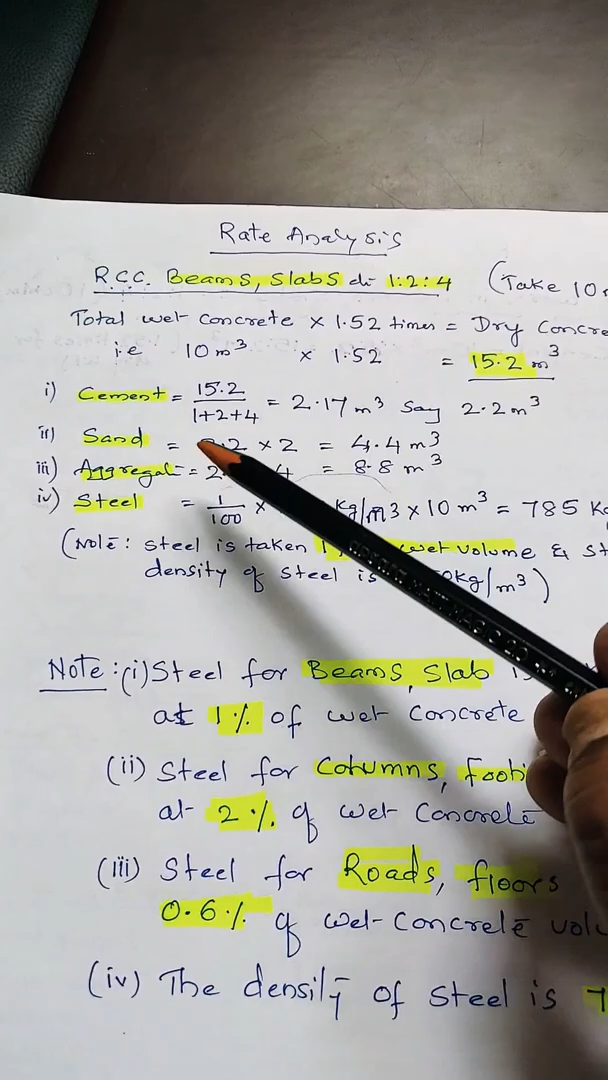 Rate Analysis
R.C.C. Beams, Slabs in 1:2:4 (Take 10
Total wet concrete × 1.52 times = Dry Concre
i.e 10 m³ × 1.52 = 15.2 m³
i) Cement = 15.2 / 1+2+4 = 2.17 m³ Say 2.2 m³
ii) Sand = 2.2 × 2 = 4.4 m³
iii) Aggregate = 2. 4 = 8.8 m³
iv) Steel = 1/100 × kg/m3 × 10 m³ = 785 K
(Note: steel is taken wet volume & st
density of steel is 0kg/m³)
Note: (i) Steel for Beams, Slab
at 1% of wet concrete
(ii) Steel for Columns, footi
at 2% of wet concrete
(iii) Steel for Roads, floors
0.6% of wet concrete volu
(iv) The density of Steel is 7